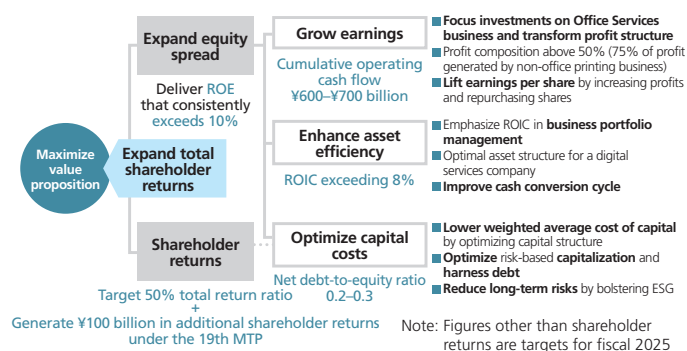 Maximize
value
proposition
Expand total
shareholder
returns
Expand equity
spread
Deliver ROE
that consistently
exceeds 10%
Shareholder
returns
Target 50% total return ratio
+
Generate ¥100 billion in additional shareholder returns
under the 19th MTP
Grow earnings
Cumulative operating
cash flow
¥600–¥700 billion
Enhance asset
efficiency
ROIC exceeding 8%
Optimize capital
costs
Net debt-to-equity ratio
0.2–0.3
Focus investments on Office Services
business and transform profit structure
Profit composition above 50% (75% of profit
generated by non-office printing business)
Lift earnings per share by increasing profits
and repurchasing shares
Emphasize ROIC in business portfolio
management
Optimal asset structure for a digital
services company
Improve cash conversion cycle
Lower weighted average cost of capital
by optimizing capital structure
Optimize risk-based capitalization and
harness debt
Reduce long-term risks by bolstering ESG
Note: Figures other than shareholder
returns are targets for fiscal 2025